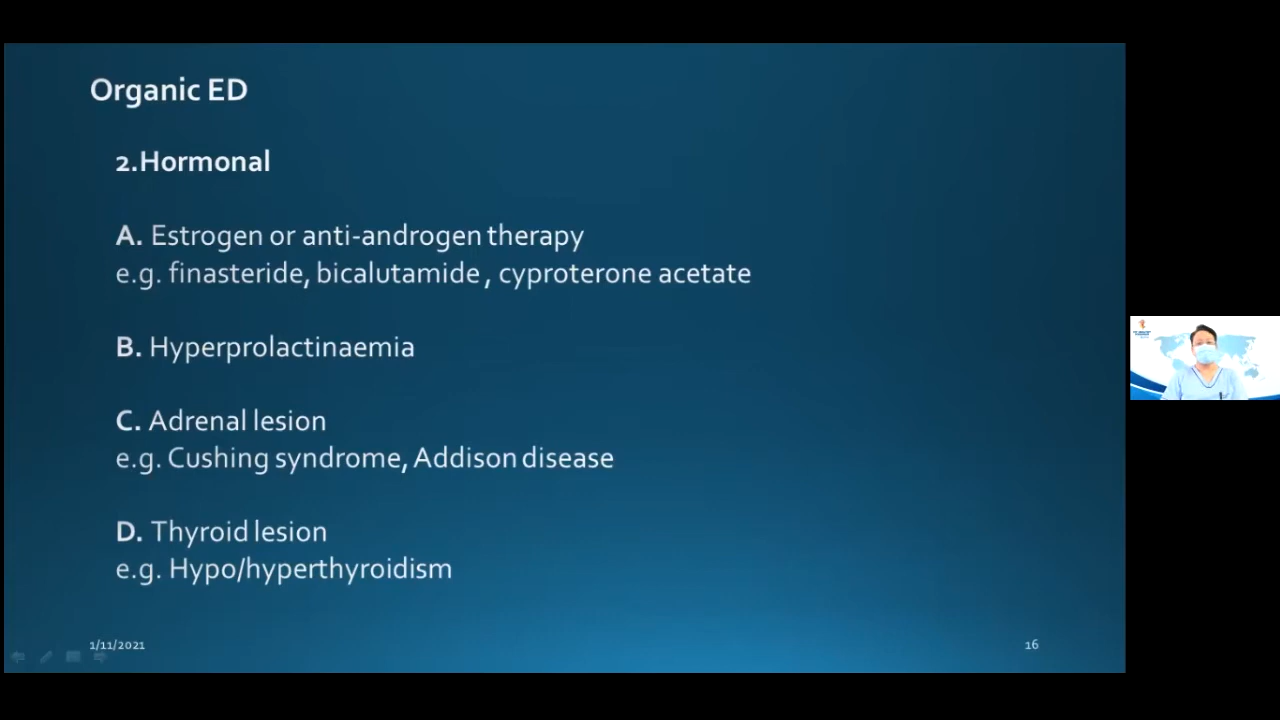 Organic ED
2.Hormonal
A. Estrogen or anti-androgen therapy
e.g. finasteride, bicalutamide , cyproterone acetate
B. Hyperprolactinaemia
C. Adrenal lesion
e.g. Cushing syndrome, Addison disease
D. Thyroid lesion
e.g. Hypo/hyperthyroidism
1/11/2021
16